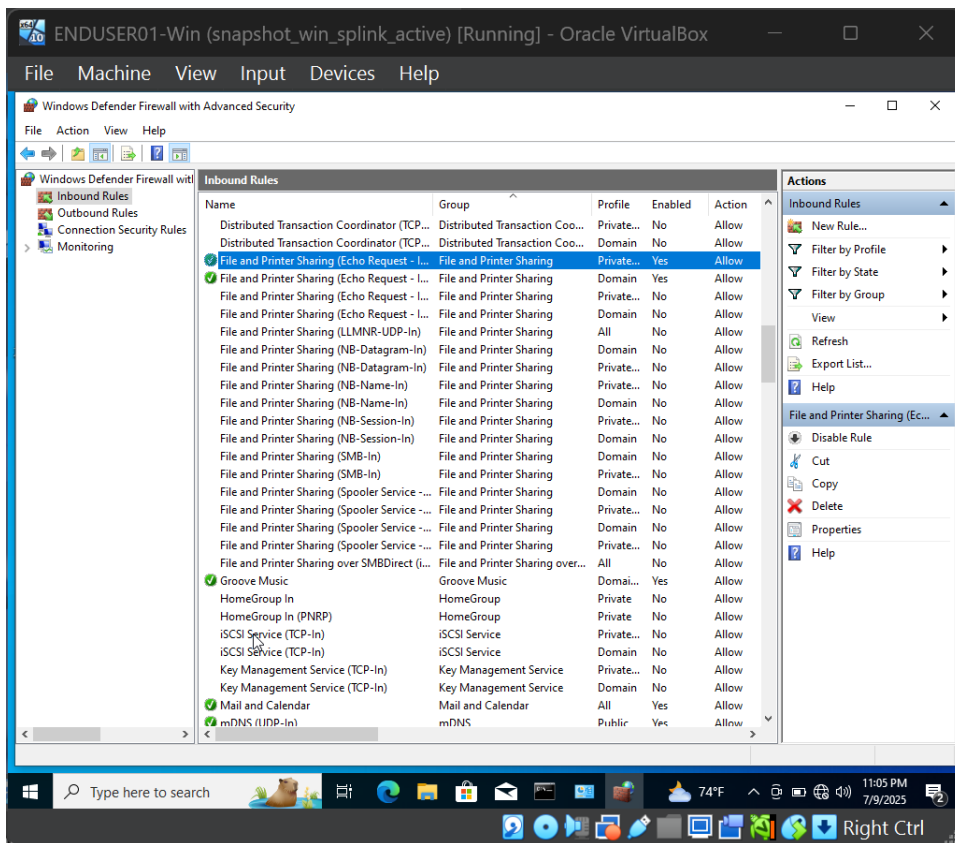 ENDUSER01-Win (snapshot_win_splink_active) [Running] - Oracle VirtualBox
File Machine View Input Devices Help
Windows Defender Firewall with Advanced Security
File Action View Help
Windows Defender Firewall witl
Inbound Rules
Outbound Rules
Connection Security Rules
Monitoring
Inbound Rules
Name Group Profile Enabled Action
Distributed Transaction Coordinator (TCP... Distributed Transaction Coo... Private... No Allow
Distributed Transaction Coordinator (TCP... Distributed Transaction Coo... Domain No Allow
File and Printer Sharing (Echo Request - I... File and Printer Sharing Private... Yes Allow
File and Printer Sharing (Echo Request - I... File and Printer Sharing Domain Yes Allow
File and Printer Sharing (Echo Request - I... File and Printer Sharing Private... No Allow
File and Printer Sharing (Echo Request - I... File and Printer Sharing Domain No Allow
File and Printer Sharing (LLMNR-UDP-In) File and Printer Sharing All No Allow
File and Printer Sharing (NB-Datagram-In) File and Printer Sharing Domain No Allow
File and Printer Sharing (NB-Datagram-In) File and Printer Sharing Private... No Allow
File and Printer Sharing (NB-Name-In) File and Printer Sharing Private... No Allow
File and Printer Sharing (NB-Name-In) File and Printer Sharing Domain No Allow
File and Printer Sharing (NB-Session-In) File and Printer Sharing Private... No Allow
File and Printer Sharing (NB-Session-In) File and Printer Sharing Domain No Allow
File and Printer Sharing (SMB-In) File and Printer Sharing Domain No Allow
File and Printer Sharing (SMB-In) File and Printer Sharing Private... No Allow
File and Printer Sharing (Spooler Service -... File and Printer Sharing Domain No Allow
File and Printer Sharing (Spooler Service -... File and Printer Sharing Private... No Allow
File and Printer Sharing (Spooler Service -... File and Printer Sharing Domain No Allow
File and Printer Sharing (Spooler Service -... File and Printer Sharing Private... No Allow
File and Printer Sharing over SMBDirect (i... File and Printer Sharing over... All No Allow
Groove Music Groove Music Domai... Yes Allow
HomeGroup In HomeGroup Private No Allow
HomeGroup In (PNRP) HomeGroup Private No Allow
iSCSI Service (TCP-In) iSCSI Service Private... No Allow
iSCSI Service (TCP-In) iSCSI Service Domain No Allow
Key Management Service (TCP-In) Key Management Service Private... No Allow
Key Management Service (TCP-In) Key Management Service Domain No Allow
Mail and Calendar Mail and Calendar All Yes Allow
mDNS (UDP-In) mDNS Public Yes Allow
Actions
Inbound Rules
New Rule...
Filter by Profile
Filter by State
Filter by Group
View
Refresh
Export List...
Help
File and Printer Sharing (Ec...
Disable Rule
Cut
Copy
Delete
Properties
Help
Type here to search
74°F
11:05 PM
7/9/2025
2
Right Ctrl